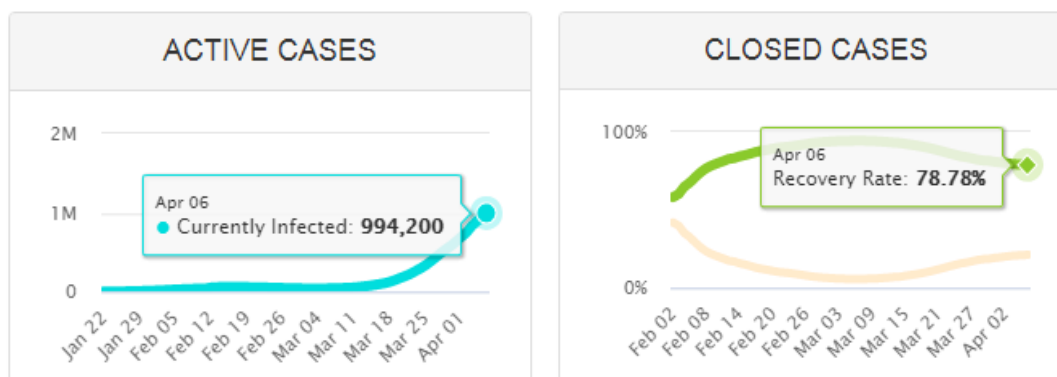 ACTIVE CASES
2M
1M
0
Apr 06
Currently Infected: 994,200
Jan 22
Jan 29
Feb 05
Feb 12
Feb 19
Feb 26
Mar 04
Mar 11
Mar 18
Mar 25
Apr 01
CLOSED CASES
100%
0%
Apr 06
Recovery Rate: 78.78%
Feb 02
Feb 08
Feb 14
Feb 20
Feb 26
Mar 03
Mar 09
Mar 15
Mar 21
Mar 27
Apr 02